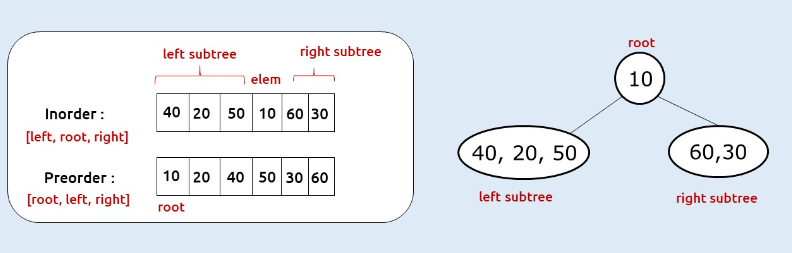 left subtree
right subtree
elem
Inorder : 40 20 50 10 60 30
[left, root, right]
Preorder : 10 20 40 50 30 60
[root, left, right]
root
root
10
40, 20, 50
60,30
left subtree
right subtree